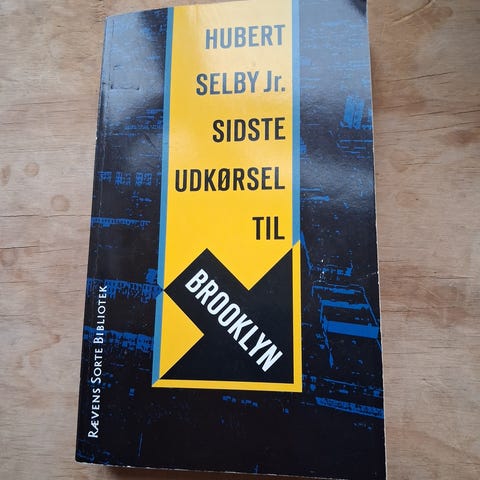 HUBERT
SELBY Jr.
SIDSTE
UDKØRSEL
TIL
BROOKLYN
RÆVENS SORTE BIBLIOTEK